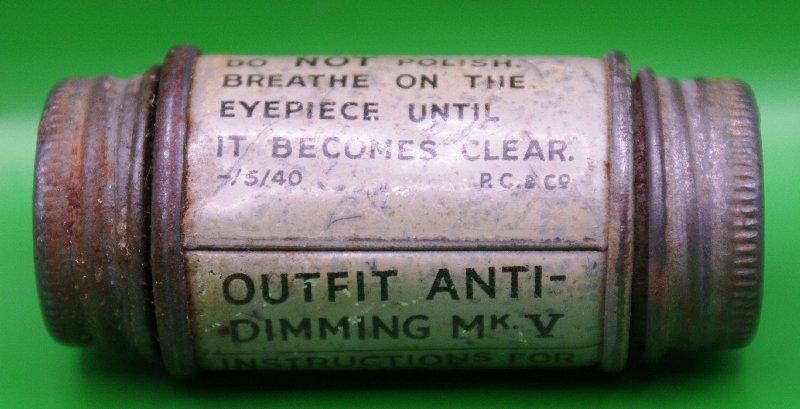 DO NOT POLISH.
BREATHE ON THE
EYEPIECE UNTIL
IT BECOMES CLEAR.
-/5/40 P.C.& Cº
OUTFIT ANTI-
DIMMING MK. V
INSTRUCTIONS FOR